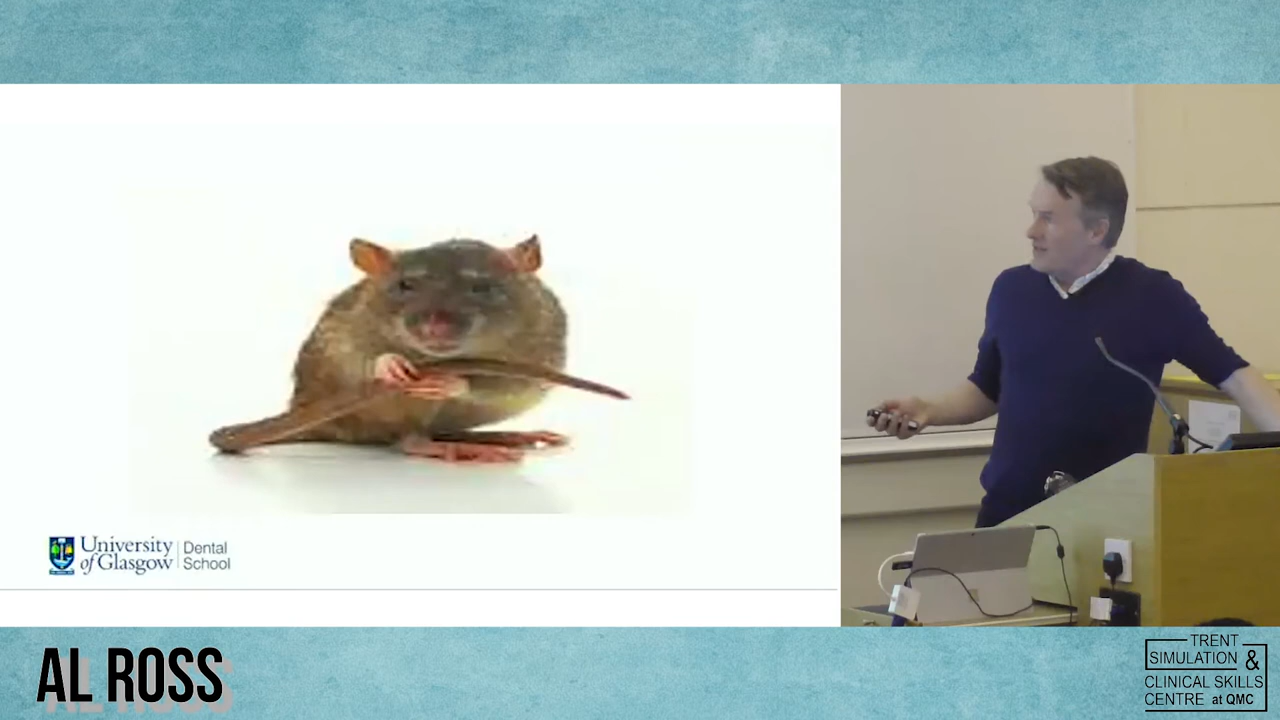 University
of Glasgow
Dental
School
AL ROSS
TRENT
SIMULATION &
CLINICAL SKILLS
CENTRE at QMC